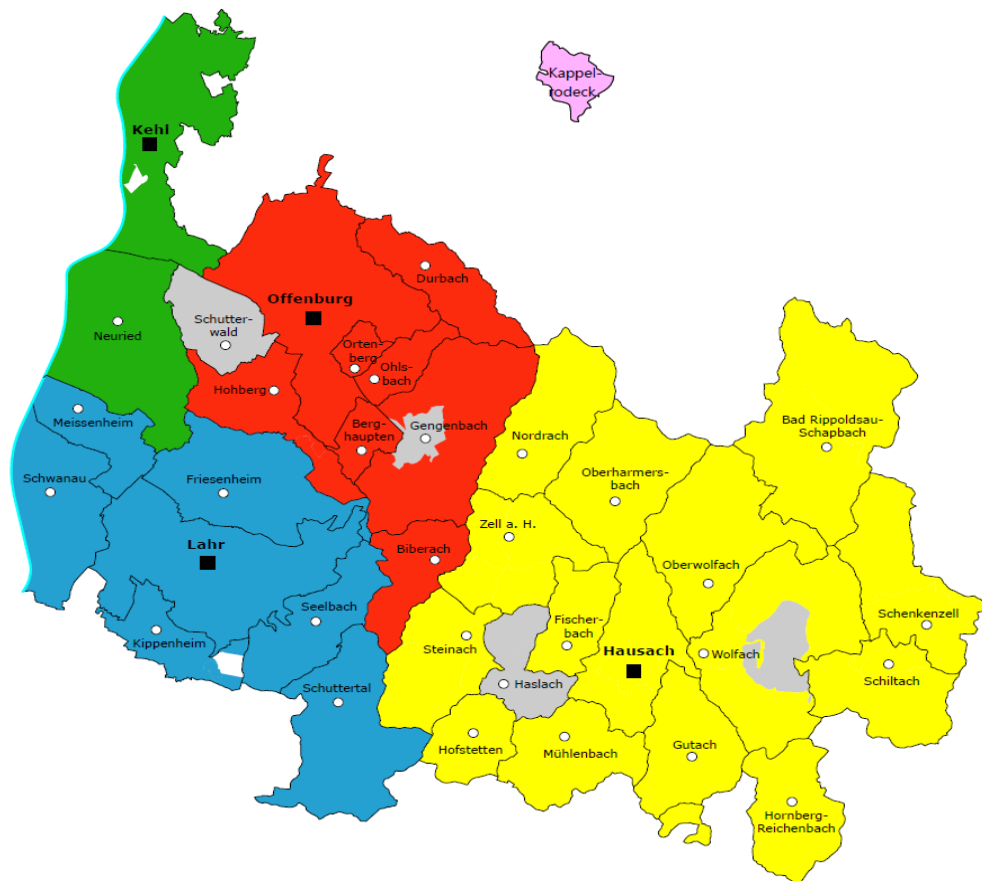 Kappel-
rodeck
Kehl
Durbach
Offenburg
Schutter-
wald
Neuried
Orten-
berg
Ohls-
bach
Hohberg
Meissenheim
Berg-
haupten
Gengenbach
Nordrach
Bad Rippoldsau-
Schapbach
Schwanau
Friesenheim
Oberharmers-
bach
Zell a. H.
Lahr
Biberach
Oberwolfach
Seelbach
Schenkenzell
Kippenheim
Steinach
Fischer-
bach
Hausach
Wolfach
Schiltach
Haslach
Schuttertal
Hofstetten
Mühlenbach
Gutach
Hornberg-
Reichenbach